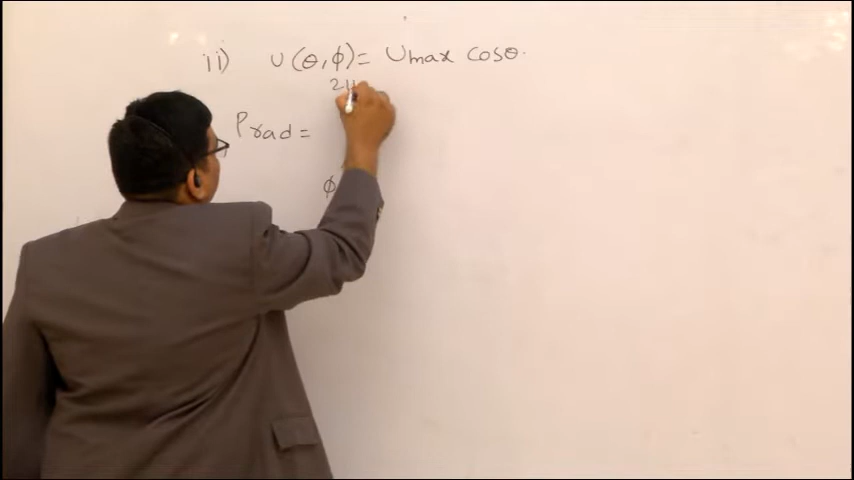 ii) U(θ,ϕ)= Umax cosθ.
Prad =
ϕ